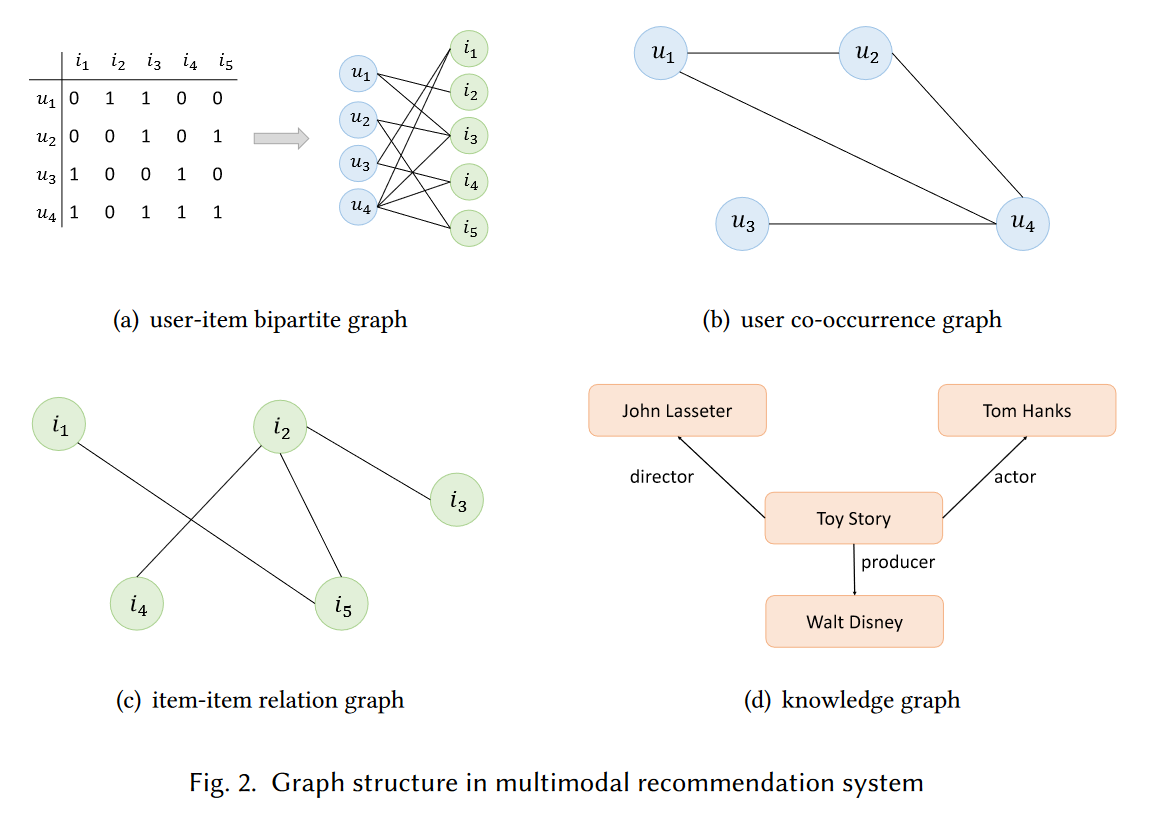 i₁ i₂ i₃ i₄ i₅
u₁ 0 1 1 0 0
u₂ 0 0 1 0 1
u₃ 1 0 0 1 0
u₄ 1 0 1 1 1
u₁
u₂
u₃
u₄
i₁
i₂
i₃
i₄
i₅
(a) user-item bipartite graph
u₁
u₂
u₃
u₄
(b) user co-occurrence graph
i₁
i₂
i₃
i₄
i₅
(c) item-item relation graph
John Lasseter
Tom Hanks
director
actor
Toy Story
producer
Walt Disney
(d) knowledge graph
Fig. 2. Graph structure in multimodal recommendation system